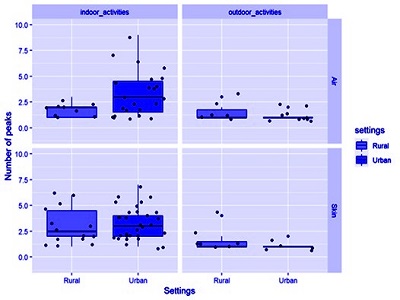 indoor_activities
outdoor_activities
10.0
7.5
5.0
2.5
0.0
Air
10.0
7.5
5.0
2.5
0.0
Skin
Number of peaks
Rural
Urban
Rural
Urban
Settings
settings
Rural
Urban